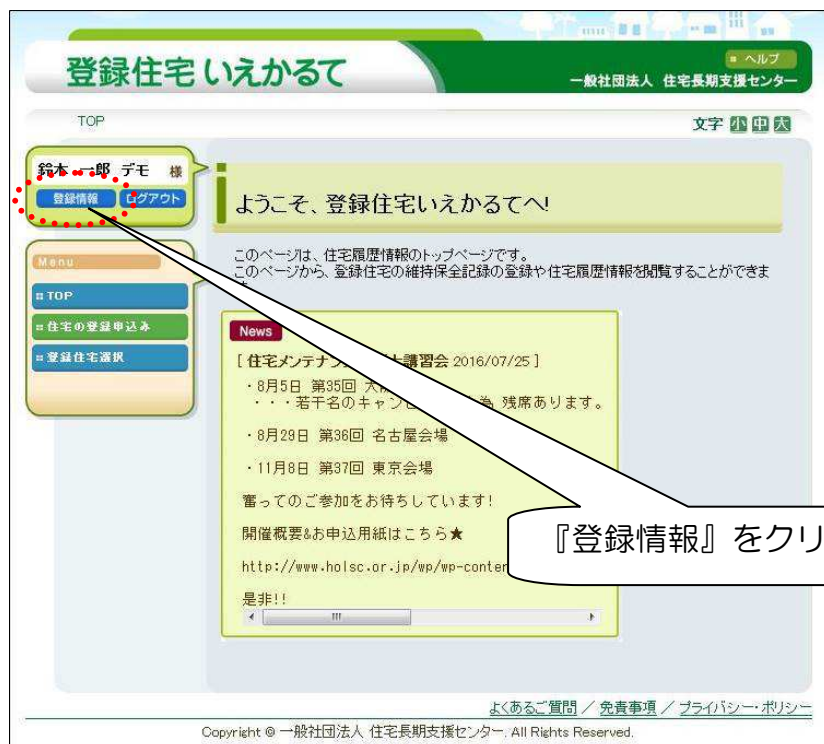 登録住宅 いえかるて
ヘルプ
一般社団法人 住宅長期支援センター
TOP
文字 小 中 大
鈴木 一郎 デモ 様
登録情報 ログアウト
ようこそ、登録住宅いえかるてへ!
このページは、住宅履歴情報のトップページです。
このページから、登録住宅の維持保全記録の登録や住宅履歴情報を閲覧することができま
Menu
TOP
住宅の登録申込み
登録住宅選択
News
[ 住宅メンテナン 講習会 2016/07/25 ]
・8月5日 第35回
・・・若干名のキャン 為 残席あります。
・8月29日 第36回 名古屋会場
・11月8日 第37回 東京会場
奮ってのご参加をお待ちしています!
開催概要&お申込用紙はこちら★
http://www.holsc.or.jp/wp/wp-conter
是非!!
『登録情報』をクリ
よくあるご質問 / 免責事項 / プライバシー・ポリシー
Copyright © 一般社団法人 住宅長期支援センター. All Rights Reserved.